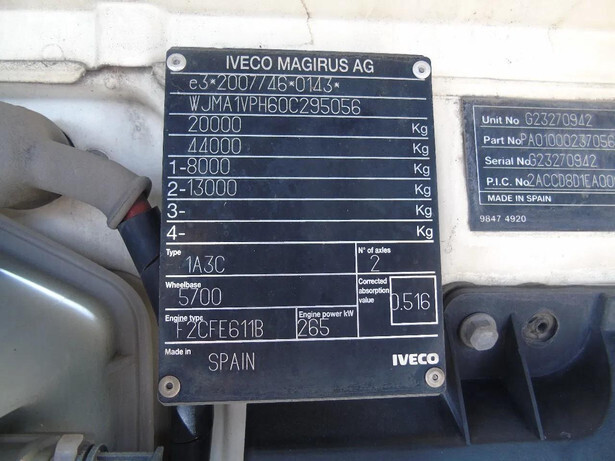 IVECO MAGIRUS AG
e3*2007/46*0143*
WJMA1VPH60C295056
20000 Kg
44000 Kg
1-8000 Kg
2-13000 Kg
3- Kg
4- Kg
Type 1A3C N° of axles 2
Wheelbase 5700 Corrected absorption value 0.516
Engine type F2CFE611B Engine power kW 265
Made in SPAIN IVECO
Unit No G23270942
Part No PA01000237056
Serial No G23270942
P.I.C. No 2ACCD8D1EA00
MADE IN SPAIN
9847 4920